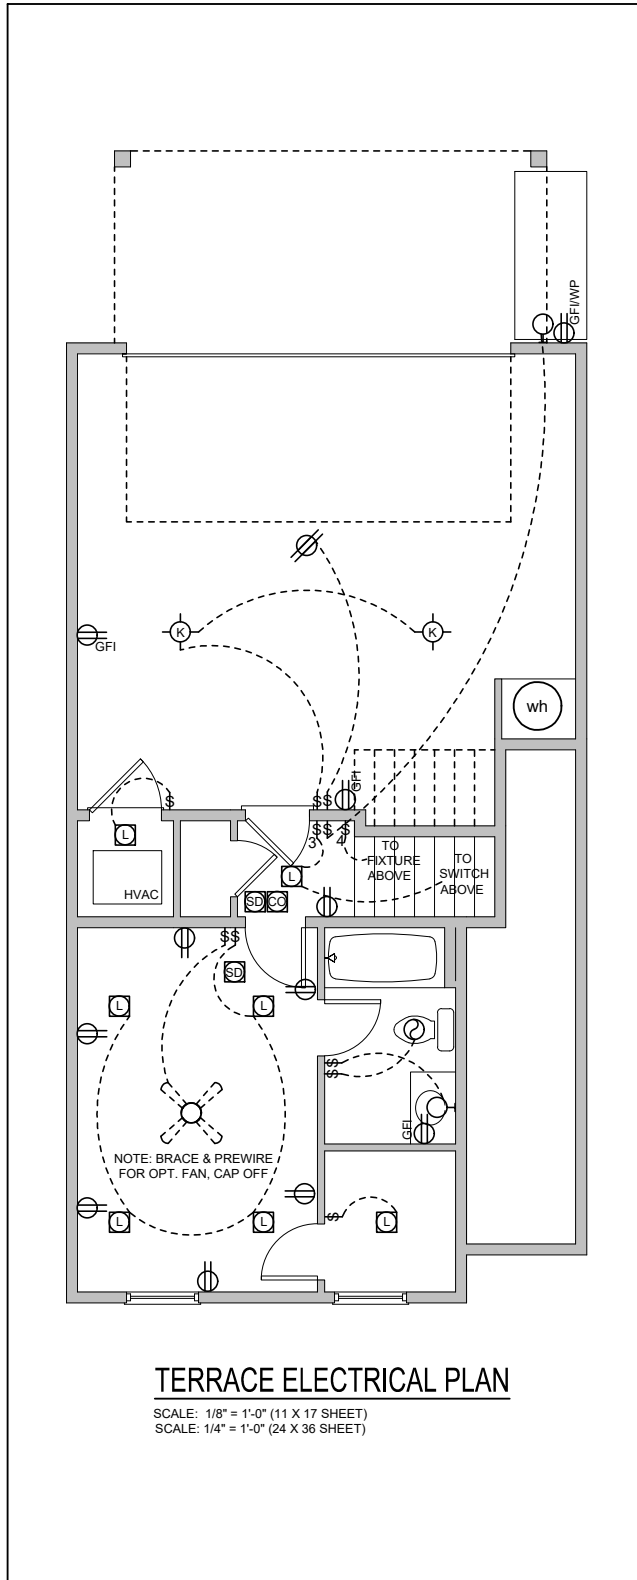 GFI/WP
K
K
GFI
wh
GFI
$
$$
L
$$
$
3
4
TO
FIXTURE
ABOVE
TO
SWITCH
ABOVE
L
HVAC
SD
CO
$$
SD
L
L
$$
GFI
NOTE: BRACE & PREWIRE
FOR OPT. FAN, CAP OFF
L
L
$
L
TERRACE ELECTRICAL PLAN
SCALE: 1/8" = 1'-0" (11 X 17 SHEET)
SCALE: 1/4" = 1'-0" (24 X 36 SHEET)